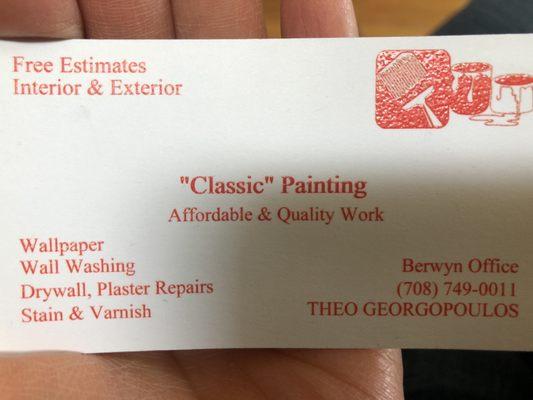 Free Estimates
Interior & Exterior
"Classic" Painting
Affordable & Quality Work
Wallpaper
Wall Washing
Drywall, Plaster Repairs
Stain & Varnish
Berwyn Office
(708) 749-0011
THEO GEORGOPOULOS